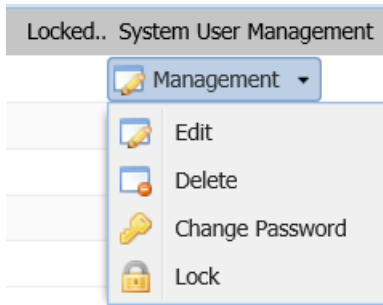 Locked.. System User Management
Management
Edit
Delete
Change Password
Lock